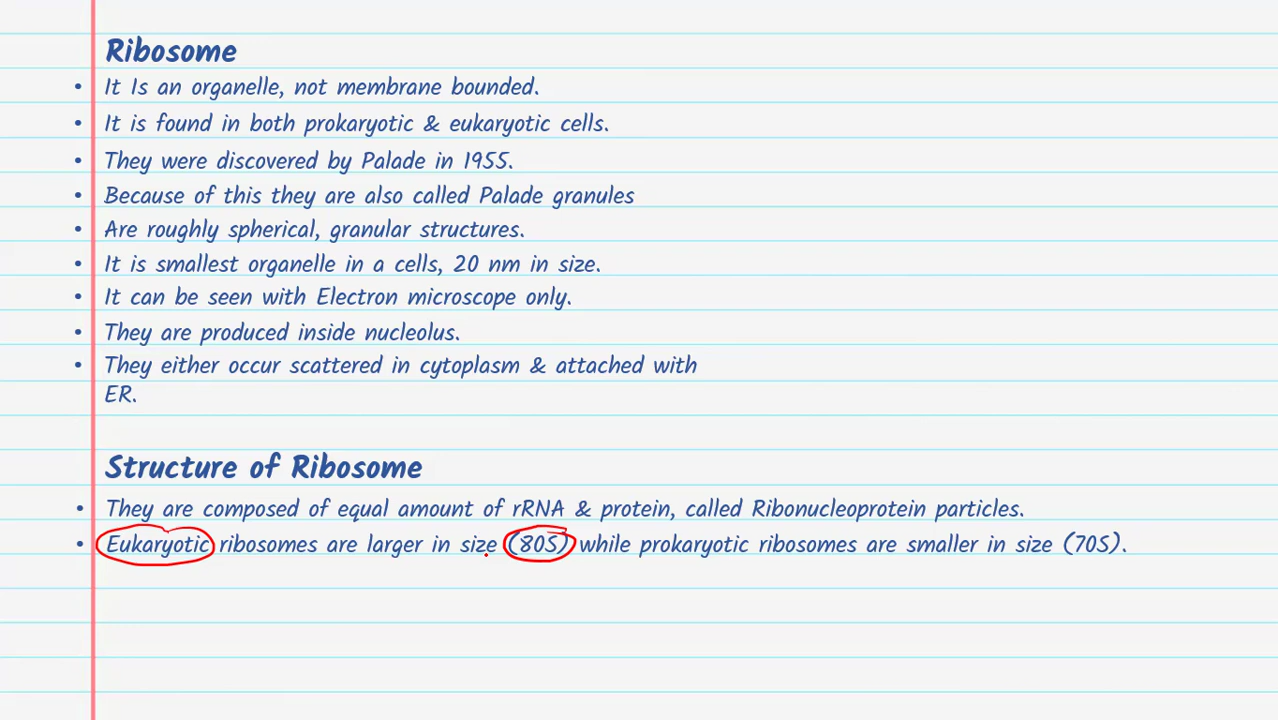 Ribosome
• It Is an organelle, not membrane bounded.
• It is found in both prokaryotic & eukaryotic cells.
• They were discovered by Palade in 1955.
• Because of this they are also called Palade granules
• Are roughly spherical, granular structures.
• It is smallest organelle in a cells, 20 nm in size.
• It can be seen with Electron microscope only.
• They are produced inside nucleolus.
• They either occur scattered in cytoplasm & attached with
ER.
Structure of Ribosome
• They are composed of equal amount of rRNA & protein, called Ribonucleoprotein particles.
• Eukaryotic ribosomes are larger in size (80S) while prokaryotic ribosomes are smaller in size (70S).